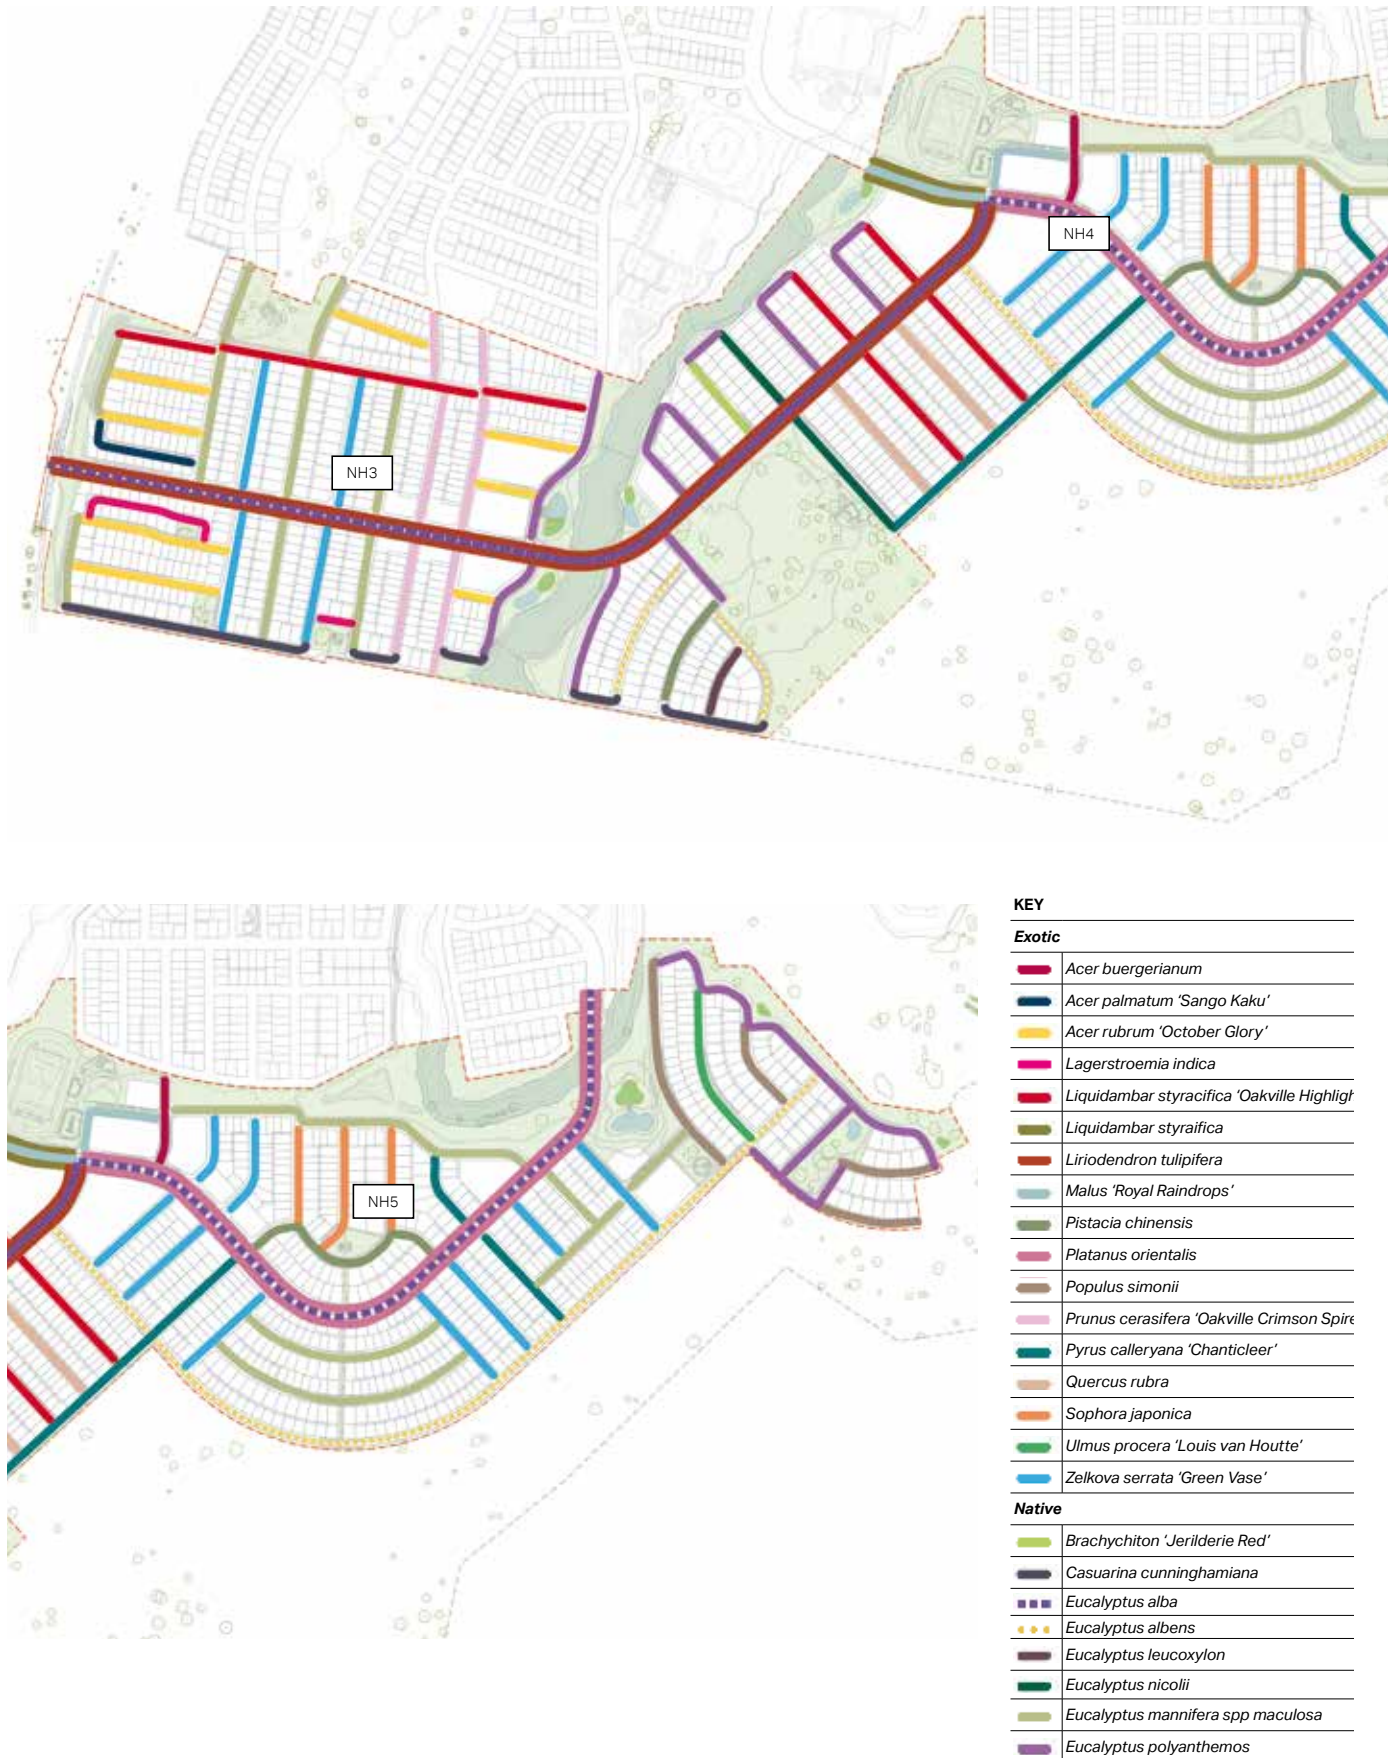 NH4
NH3
NH5
KEY
Exotic
Acer buergerianum
Acer palmatum ‘Sango Kaku’
Acer rubrum ‘October Glory’
Lagerstroemia indica
Liquidambar styracifica ‘Oakville Highligh
Liquidambar styraifica
Liriodendron tulipifera
Malus ‘Royal Raindrops’
Pistacia chinensis
Platanus orientalis
Populus simonii
Prunus cerasifera ‘Oakville Crimson Spire
Pyrus calleryana ‘Chanticleer’
Quercus rubra
Sophora japonica
Ulmus procera ‘Louis van Houtte’
Zelkova serrata ‘Green Vase’
Native
Brachychiton ‘Jerilderie Red’
Casuarina cunninghamiana
Eucalyptus alba
Eucalyptus albens
Eucalyptus leucoxylon
Eucalyptus nicolii
Eucalyptus mannifera spp maculosa
Eucalyptus polyanthemos